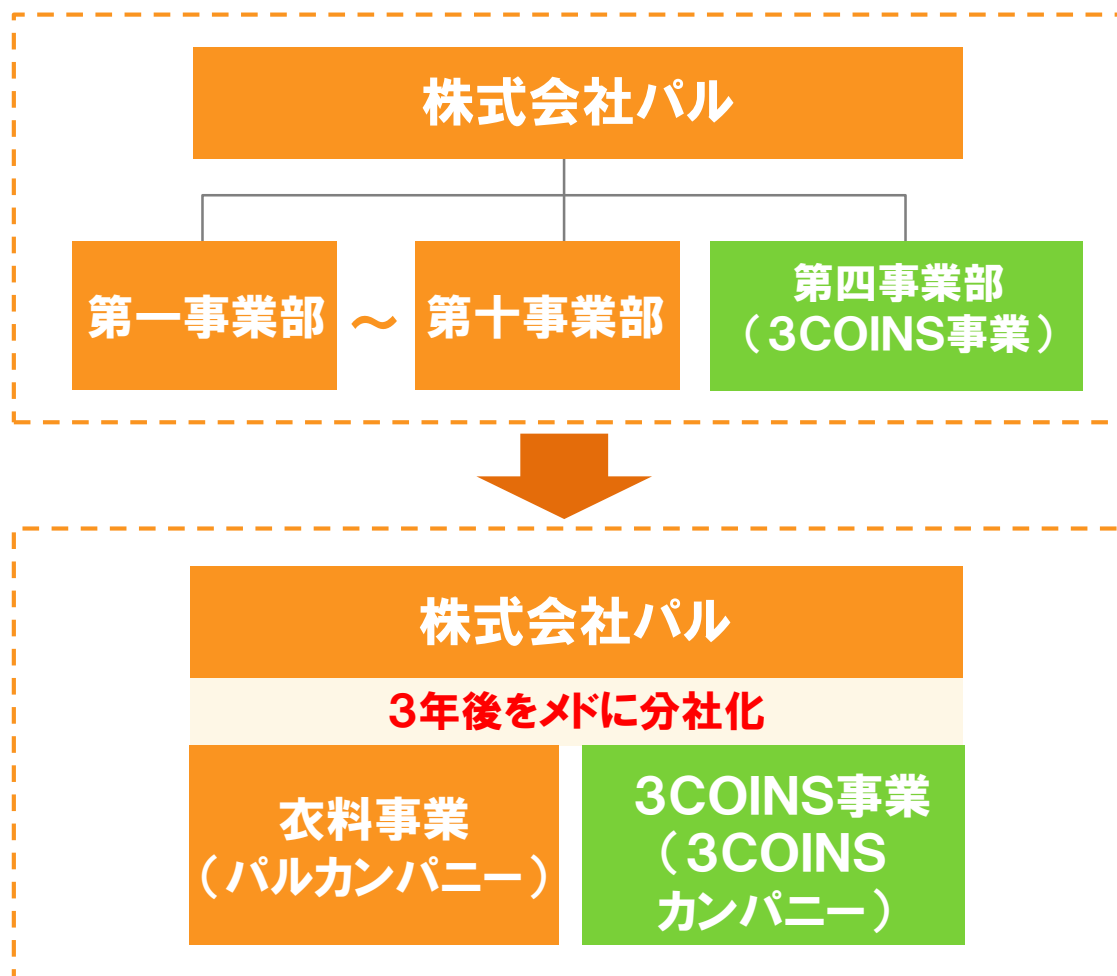 株式会社パル
第一事業部 ～ 第十事業部
第四事業部
（3COINS事業）
株式会社パル
3年後をメドに分社化
衣料事業
（パルカンパニー）
3COINS事業
（3COINS
カンパニー）